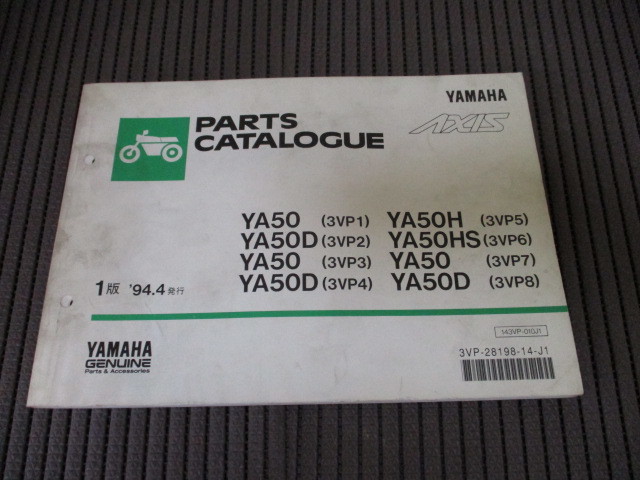 YAMAHA
AXIS
PARTS
CATALOGUE
YA50 (3VP1) YA50H (3VP5)
YA50D (3VP2) YA50HS (3VP6)
YA50 (3VP3) YA50 (3VP7)
YA50D (3VP4) YA50D (3VP8)
1版 '94.4 発行
143VP-010J1
YAMAHA
GENUINE
Parts & Accessories
3VP-28198-14-J1